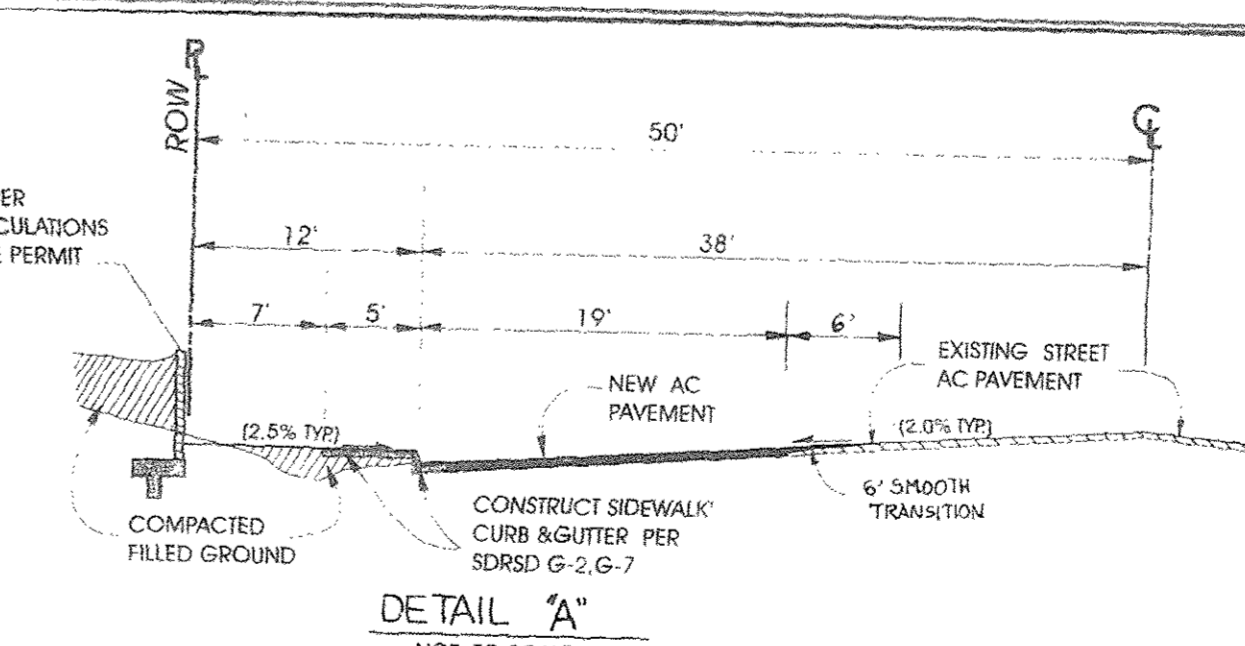 PL
ROW
50'
CL
ER
CULATIONS
PERMIT
12'
38'
7'
5'
19'
6'
EXISTING STREET
AC PAVEMENT
NEW AC
PAVEMENT
(2.5% TYP.)
(2.0% TYP.)
6' SMOOTH
TRANSITION
COMPACTED
FILLED GROUND
CONSTRUCT SIDEWALK'
CURB &GUTTER PER
SDRSD G-2,G-7
DETAIL "A"